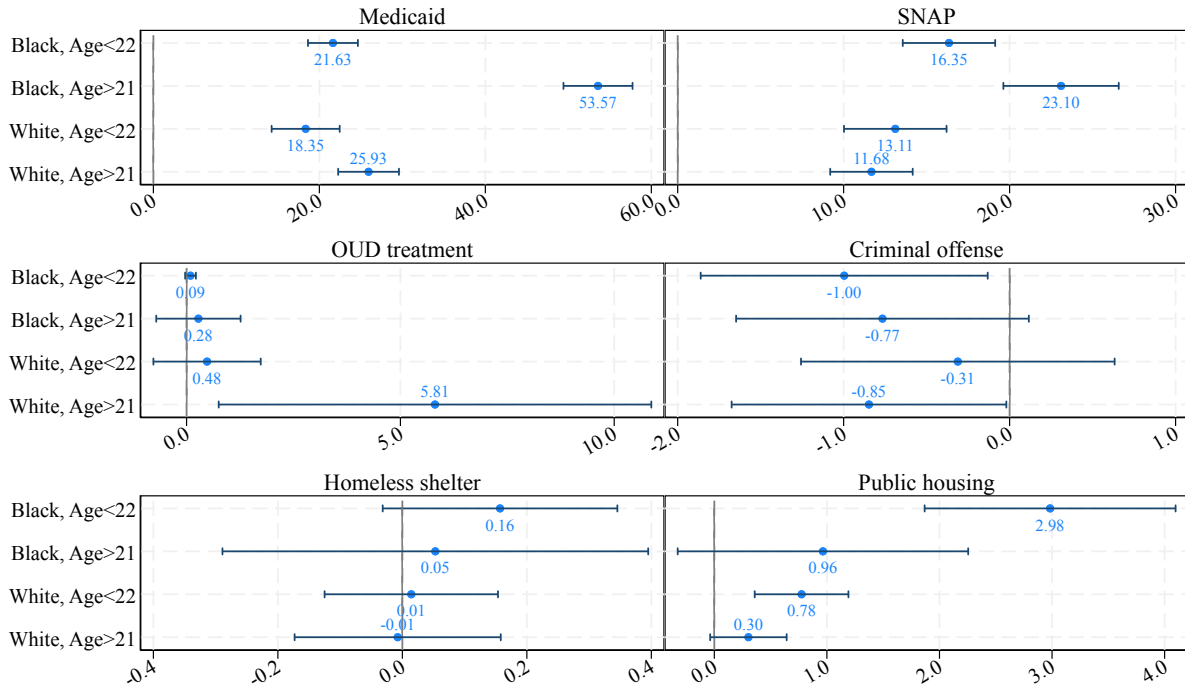 Medicaid
SNAP
Black, Age<22
21.63
16.35
Black, Age>21
53.57
23.10
White, Age<22
18.35
13.11
White, Age>21
25.93
11.68
0.0
20.0
40.0
60.0
0.0
10.0
20.0
30.0
OUD treatment
Criminal offense
Black, Age<22
0.09
-1.00
Black, Age>21
0.28
-0.77
White, Age<22
0.48
-0.31
White, Age>21
5.81
-0.85
0.0
5.0
10.0
-2.0
-1.0
0.0
1.0
Homeless shelter
Public housing
Black, Age<22
0.16
2.98
Black, Age>21
0.05
0.96
White, Age<22
0.01
0.78
White, Age>21
-0.01
0.30
-0.4
-0.2
0.0
0.2
0.4
0.0
1.0
2.0
3.0
4.0